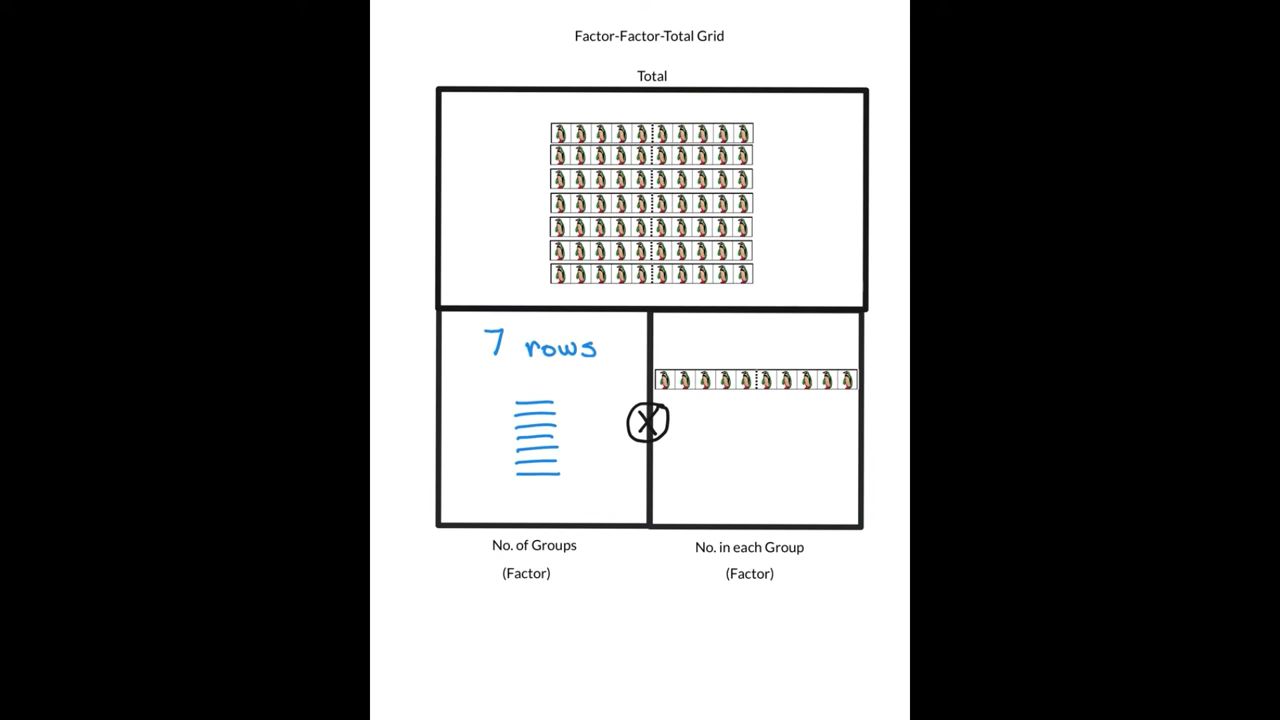 Factor-Factor-Total Grid
Total
7 rows
X
No. of Groups
(Factor)
No. in each Group
(Factor)